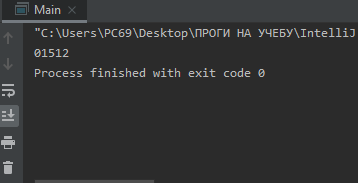 Main
"C:\Users\PC69\Desktop\ПРОГИ НА УЧЕБУ\IntelliJ
01512
Process finished with exit code 0